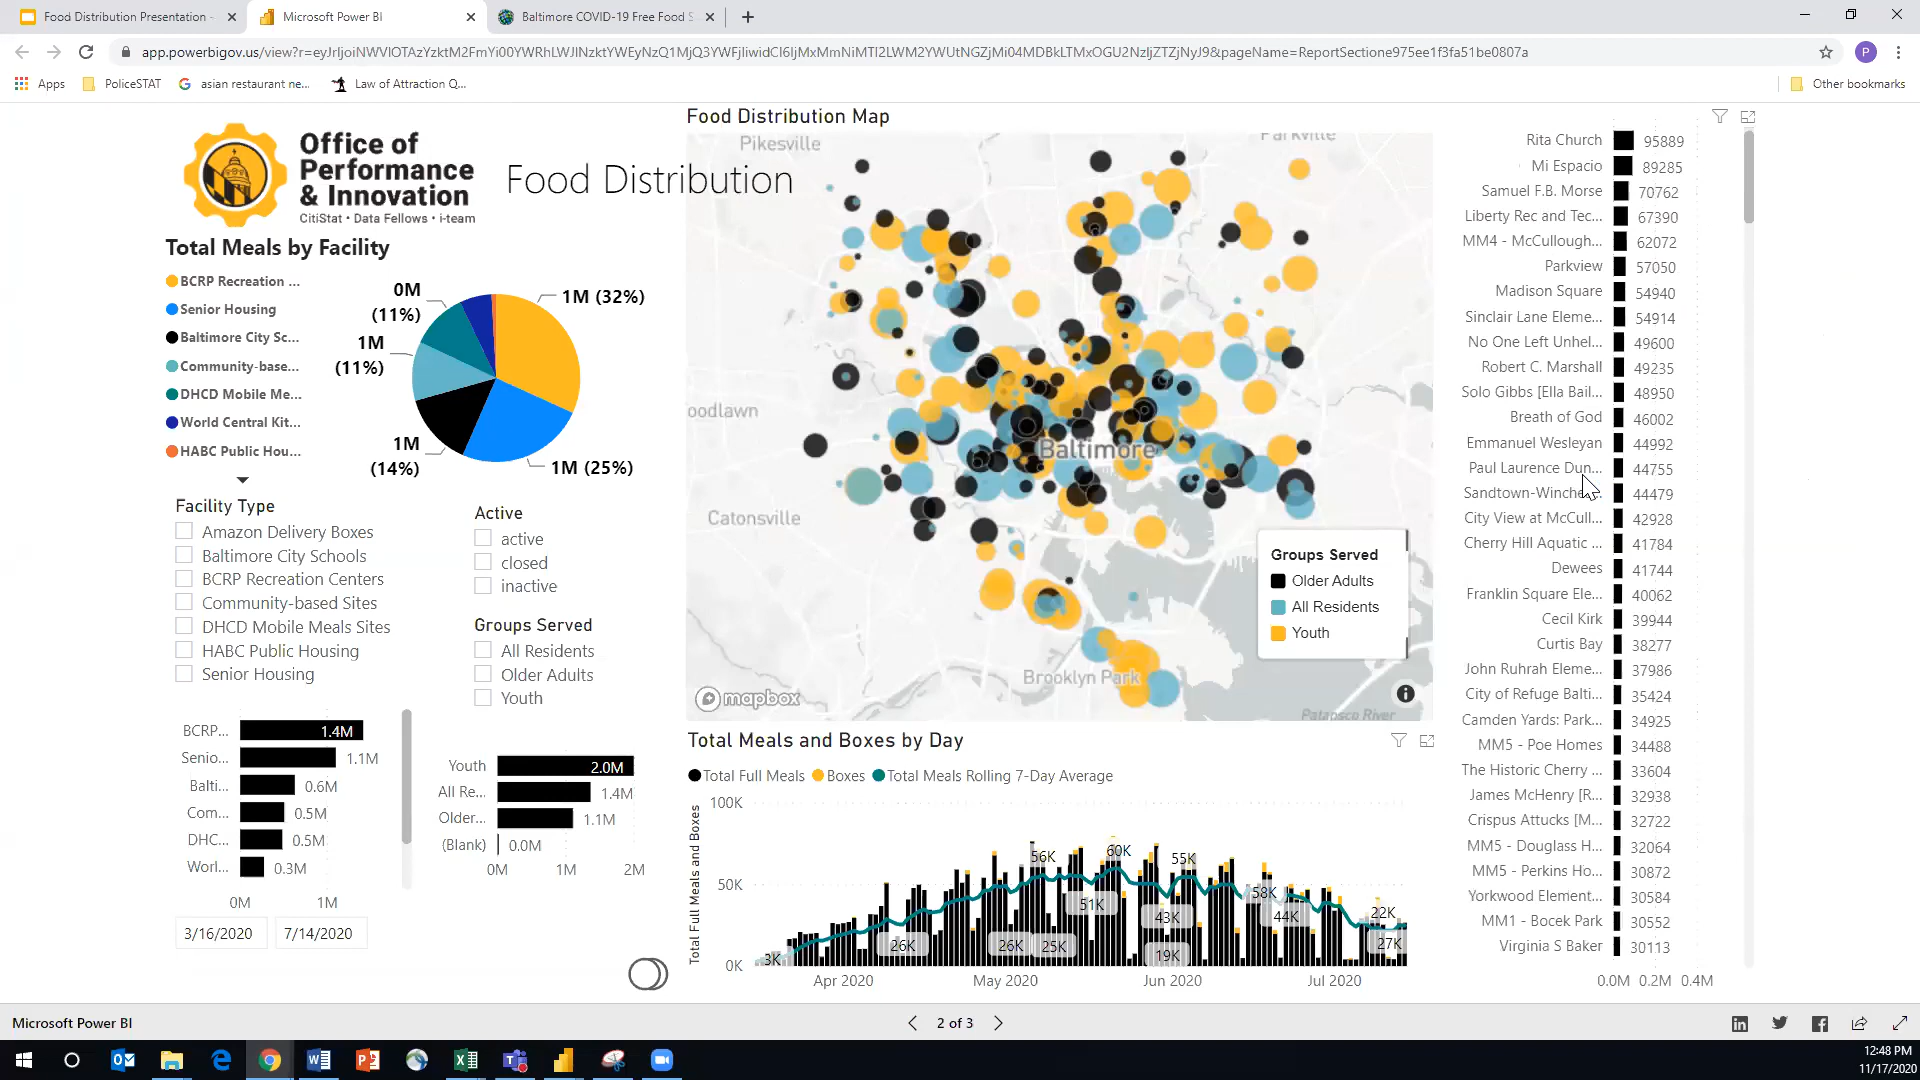 Food Distribution Presentation -
Microsoft Power BI
Baltimore COVID-19 Free Food S
app.powerbigov.us/view?r=eyJrIjoiNWVlOTAzYzktM2FmYi00YWRhLWJlNzktYWEyNzQ1MjQ3YWFjIiwidCI6IjMxMmNiMTI2LWM2YWUtNGZjMi04MDBkLTMxOGU2NzljZTZjNyJ9&pageName=ReportSectione975ee1f3fa51be0807a
P
Apps
PoliceSTAT
asian restaurant ne...
Law of Attraction Q...
Other bookmarks
Office of
Performance
& Innovation
CitiStat • Data Fellows • i-team
Food Distribution
Total Meals by Facility
BCRP Recreation ...
Senior Housing
Baltimore City Sc...
Community-base...
DHCD Mobile Me...
World Central Kit...
HABC Public Hou...
0M
(11%)
1M (32%)
1M
(11%)
1M
(14%)
1M (25%)
Facility Type
Amazon Delivery Boxes
Baltimore City Schools
BCRP Recreation Centers
Community-based Sites
DHCD Mobile Meals Sites
HABC Public Housing
Senior Housing
Active
active
closed
inactive
Groups Served
All Residents
Older Adults
Youth
BCRP... 1.4M
Senio... 1.1M
Balti... 0.6M
Com... 0.5M
DHC... 0.5M
Worl... 0.3M
0M 1M
3/16/2020 7/14/2020
Youth 2.0M
All Re... 1.4M
Older... 1.1M
(Blank) 0.0M
0M 1M 2M
Food Distribution Map
Pikesville
Parkville
oodlawn
Baltimore
Catonsville
Brooklyn Park
Patapsco River
mapbox
Groups Served
Older Adults
All Residents
Youth
Total Meals and Boxes by Day
Total Full Meals Boxes Total Meals Rolling 7-Day Average
Total Full Meals and Boxes
100K
50K
0K
3K
26K
26K
56K
25K
51K
60K
55K
43K
19K
58K
44K
22K
27K
Apr 2020 May 2020 Jun 2020 Jul 2020
Rita Church 95889
Mi Espacio 89285
Samuel F.B. Morse 70762
Liberty Rec and Tec... 67390
MM4 - McCullough... 62072
Parkview 57050
Madison Square 54940
Sinclair Lane Eleme... 54914
No One Left Unhel... 49600
Robert C. Marshall 49235
Solo Gibbs [Ella Bail... 48950
Breath of God 46002
Emmanuel Wesleyan 44992
Paul Laurence Dun... 44755
Sandtown-Winche... 44479
City View at McCull... 42928
Cherry Hill Aquatic ... 41784
Dewees 41744
Franklin Square Ele... 40062
Cecil Kirk 39944
Curtis Bay 38277
John Ruhrah Eleme... 37986
City of Refuge Balti... 35424
Camden Yards: Park... 34925
MM5 - Poe Homes 34488
The Historic Cherry ... 33604
James McHenry [R... 32938
Crispus Attucks [M... 32722
MM5 - Douglass H... 32064
MM5 - Perkins Ho... 30872
Yorkwood Element... 30584
MM1 - Bocek Park 30552
Virginia S Baker 30113
0.0M 0.2M 0.4M
Microsoft Power BI
2 of 3
12:48 PM
11/17/2020